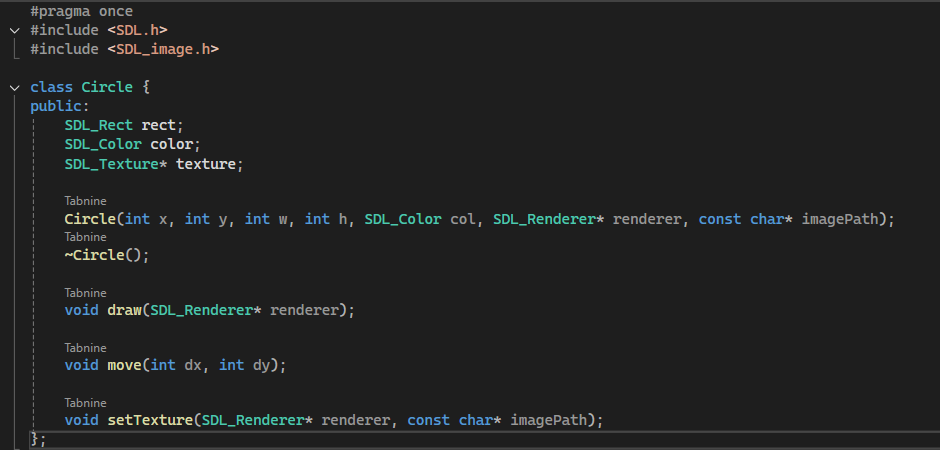 #pragma once
#include <SDL.h>
#include <SDL_image.h>
class Circle {
public:
SDL_Rect rect;
SDL_Color color;
SDL_Texture* texture;
Tabnine
Circle(int x, int y, int w, int h, SDL_Color col, SDL_Renderer* renderer, const char* imagePath);
Tabnine
~Circle();
Tabnine
void draw(SDL_Renderer* renderer);
Tabnine
void move(int dx, int dy);
Tabnine
void setTexture(SDL_Renderer* renderer, const char* imagePath);
};